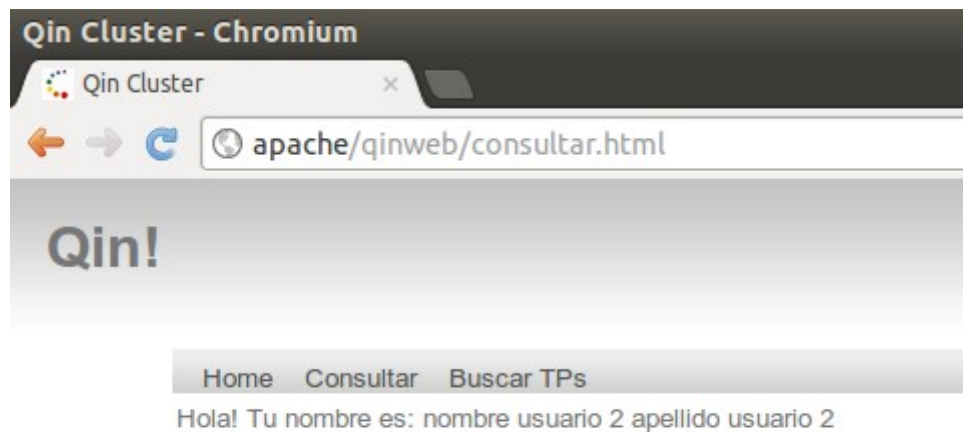 Qin Cluster - Chromium
Qin Cluster
apache/qinweb/consultar.html
Qin!
Home Consultar Buscar TPs
Hola! Tu nombre es: nombre usuario 2 apellido usuario 2